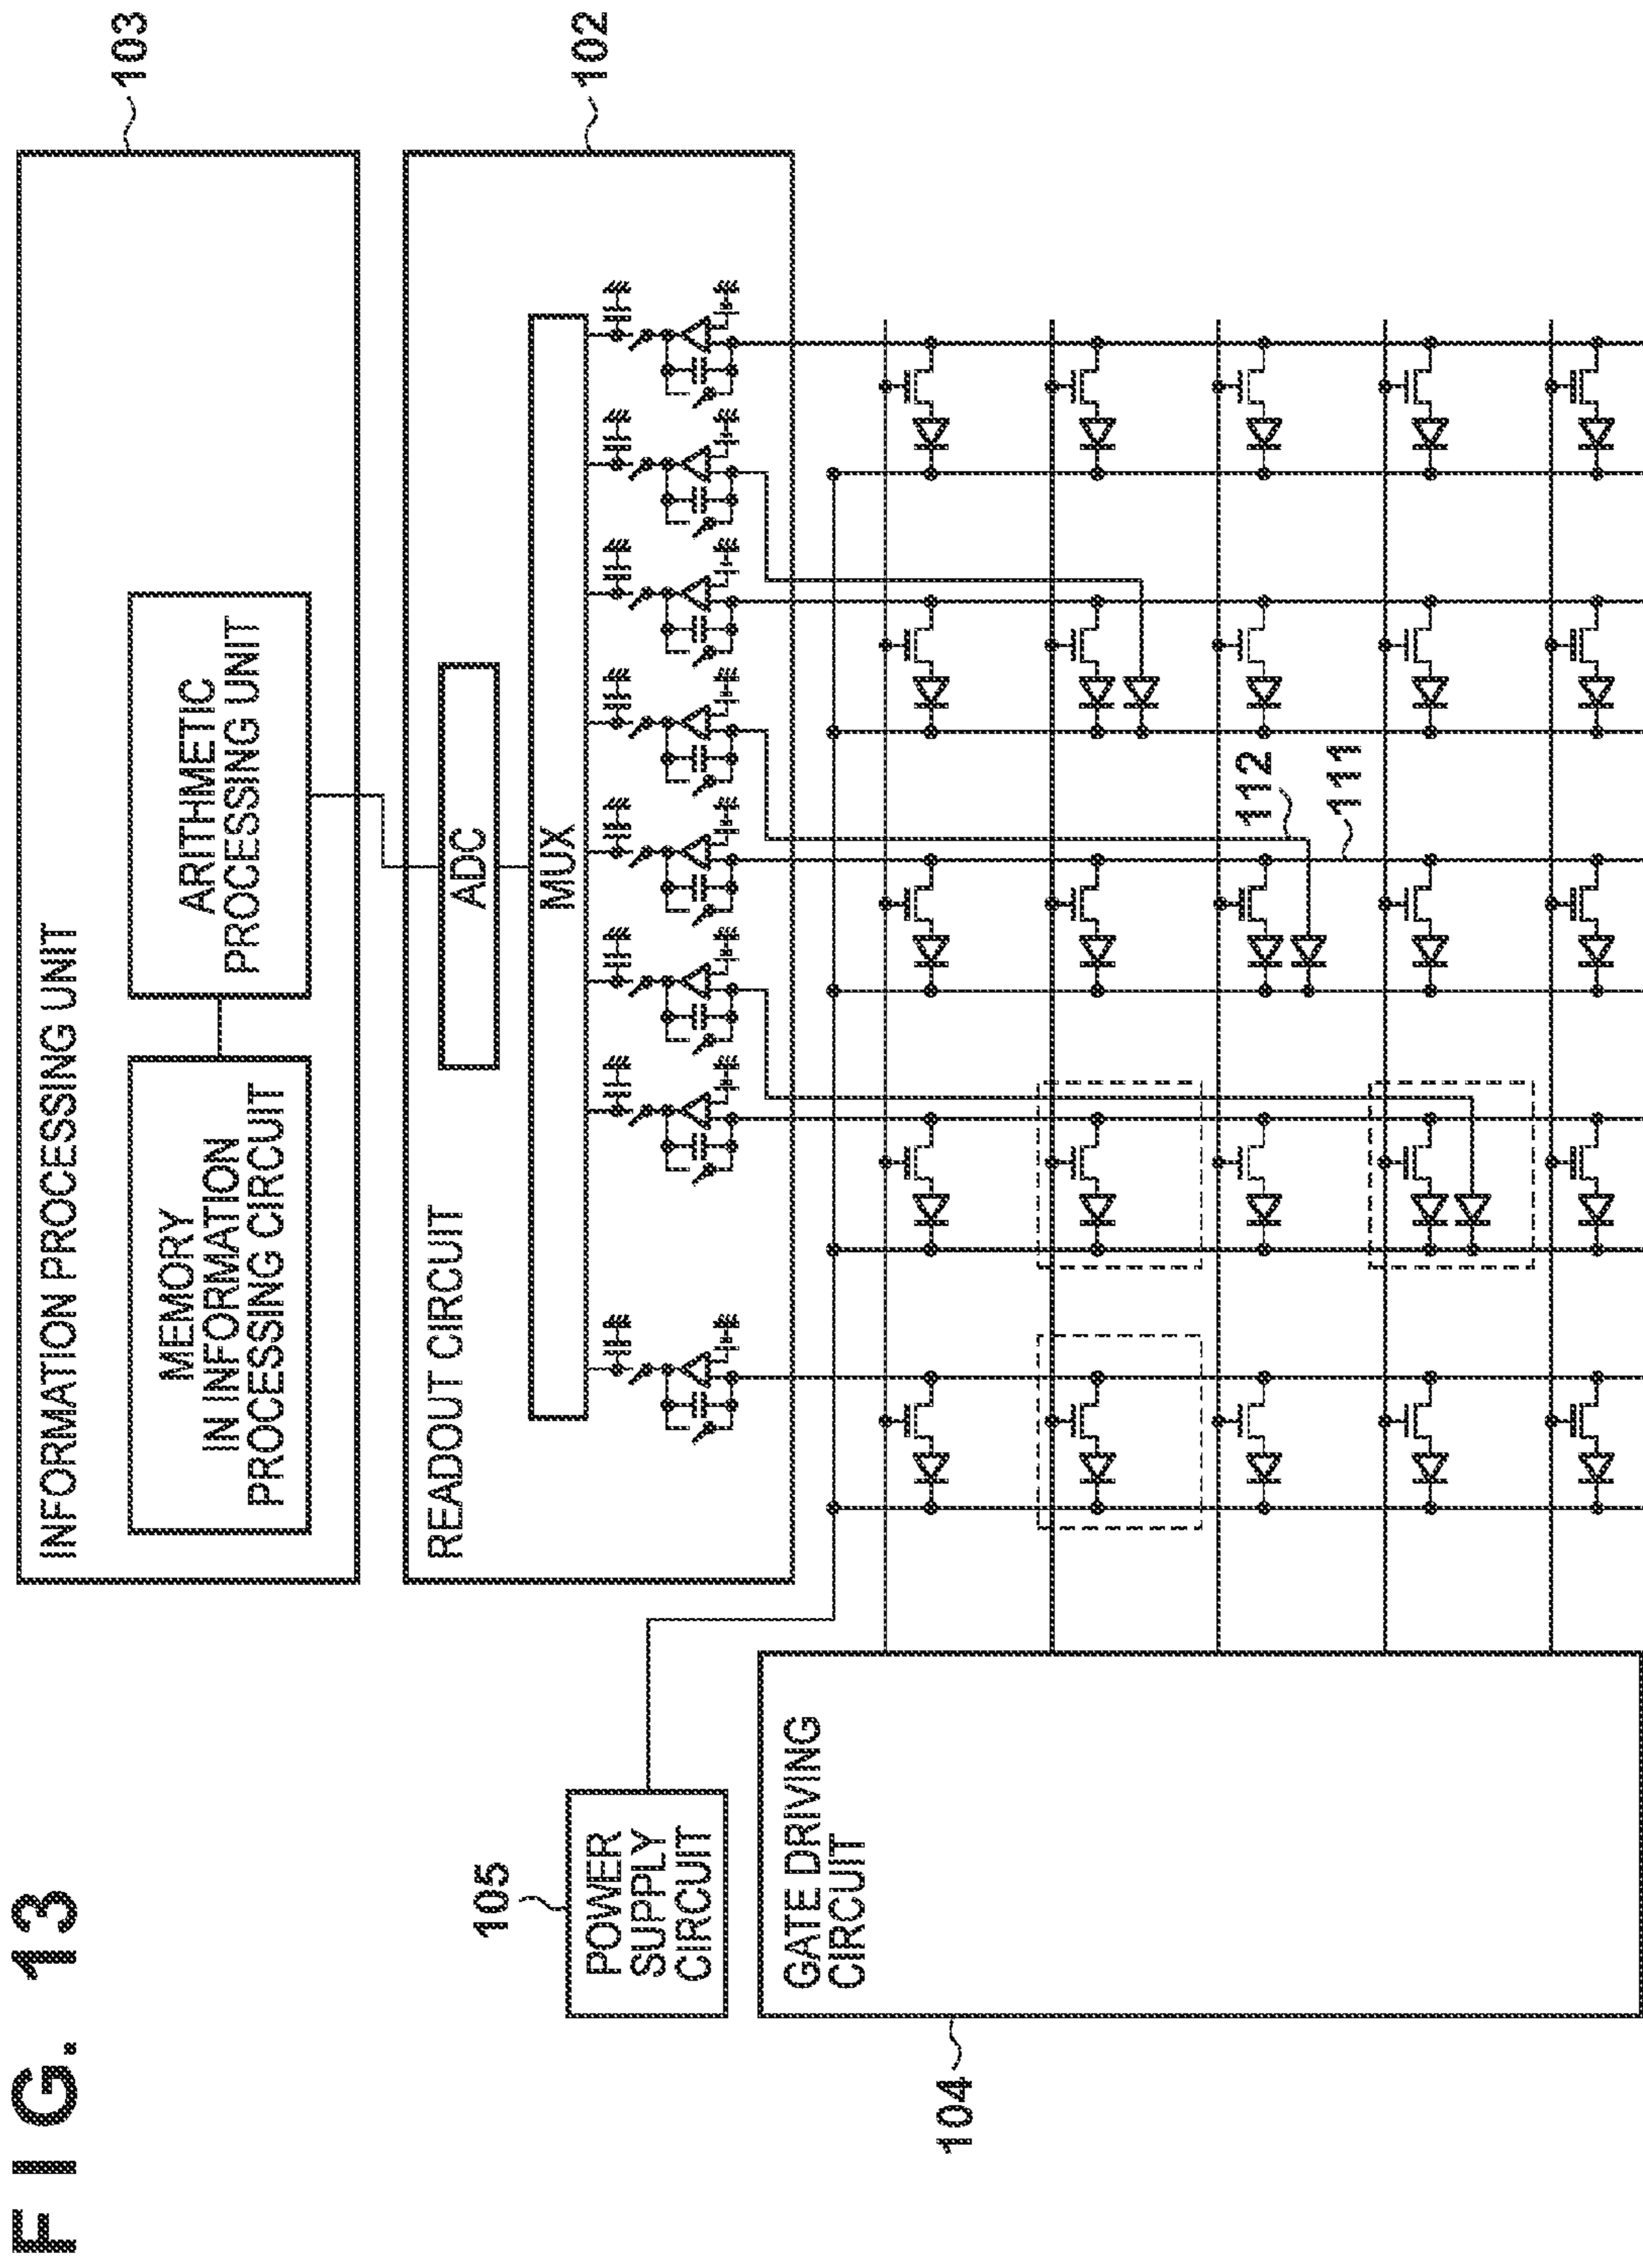 FIG. 13
INFORMATION PROCESSING UNIT
103
MEMORY
IN INFORMATION
PROCESSING CIRCUIT
ARITHMETIC
PROCESSING UNIT
READOUT CIRCUIT
102
ADC
MUX
105
POWER
SUPPLY
CIRCUIT
104
GATE DRIVING
CIRCUIT
112
111